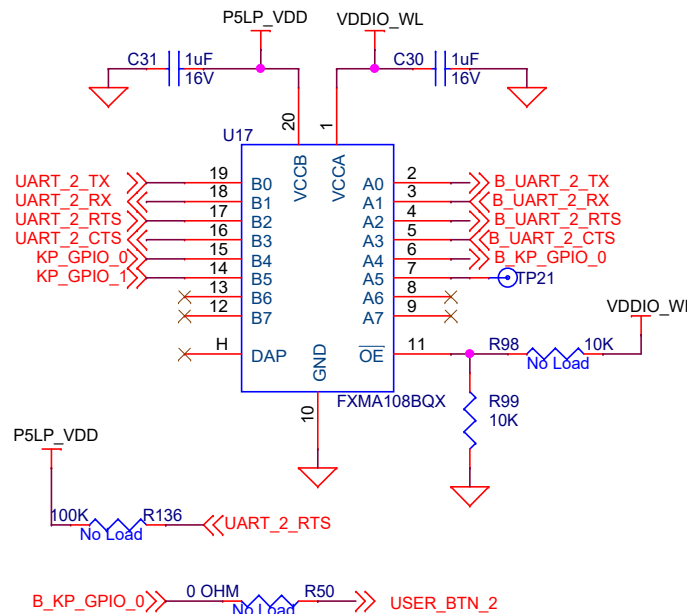 P5LP_VDD VDDIO_WL
C31 1uF C30 1uF
16V 16V
20 1
U17
VCCB VCCA
UART_2_TX 19 B0 A0 2 B_UART_2_TX
UART_2_RX 18 B1 A1 3 B_UART_2_RX
UART_2_RTS 17 B2 A2 4 B_UART_2_RTS
UART_2_CTS 16 B3 A3 5 B_UART_2_CTS
KP_GPIO_0 15 B4 A4 6 B_KP_GPIO_0
KP_GPIO_1 14 B5 A5 7 TP21
13 B6 A6 8
12 B7 A7 9 VDDIO_WL
H DAP OE 11 R98 10K
No Load
GND
FXMA108BQX R99
10 10K
P5LP_VDD
100K R136 UART_2_RTS
No Load
B_KP_GPIO_0 0 OHM R50 USER_BTN_2
No Load